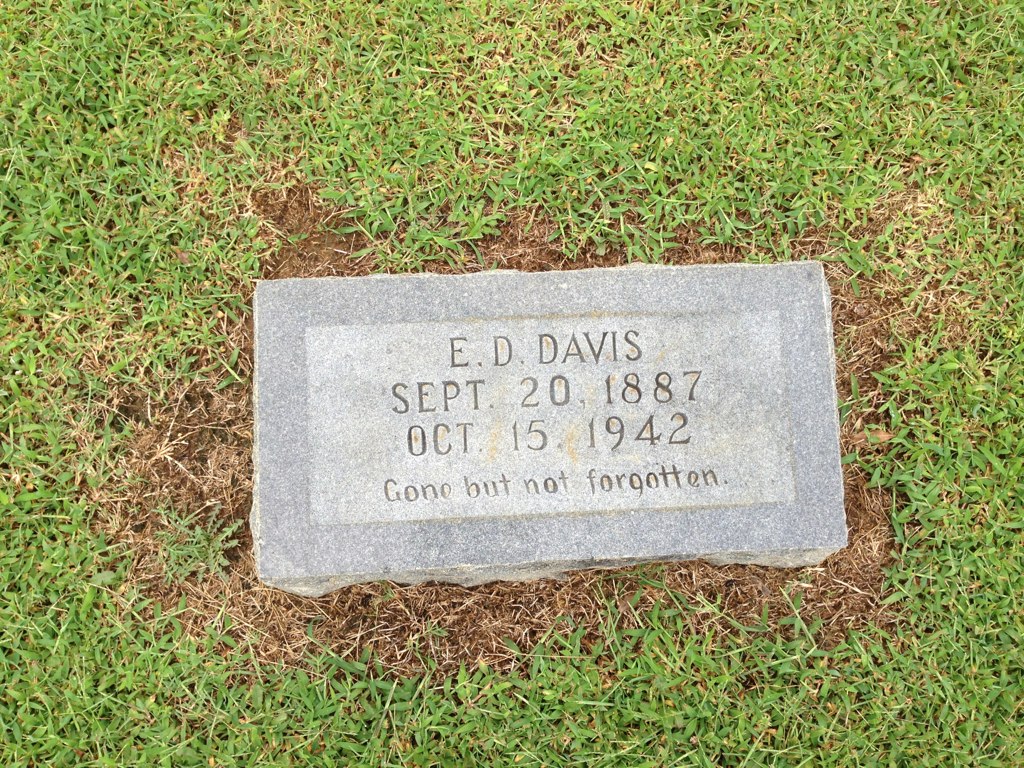 E. D. DAVIS
SEPT. 20, 1887
OCT. 15, 1942
Gone but not forgotten.